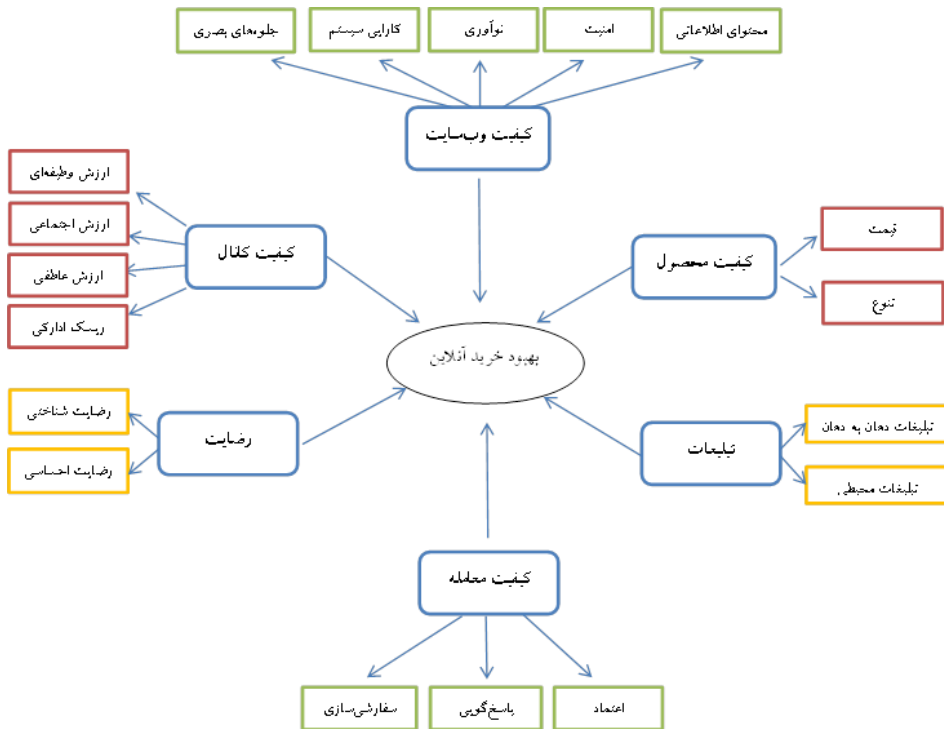 محتوای اطلاعاتی
امنیت
نوآوری
کارایی سیستم
جلوه‌های بصری
کیفیت وب‌سایت
ارزش وظیفه‌ای
ارزش اجتماعی
ارزش عاطفی
ریسک ادارکی
کیفیت کانال
کیفیت محصول
قیمت
تنوع
بهبود خرید آنلاین
رضایت شناختی
رضایت احساسی
رضایت
تبلیغات
تبلیغات دهان به دهان
تبلیغات محیطی
کیفیت معامله
اعتماد
پاسخ‌گویی
سفارشی‌سازی